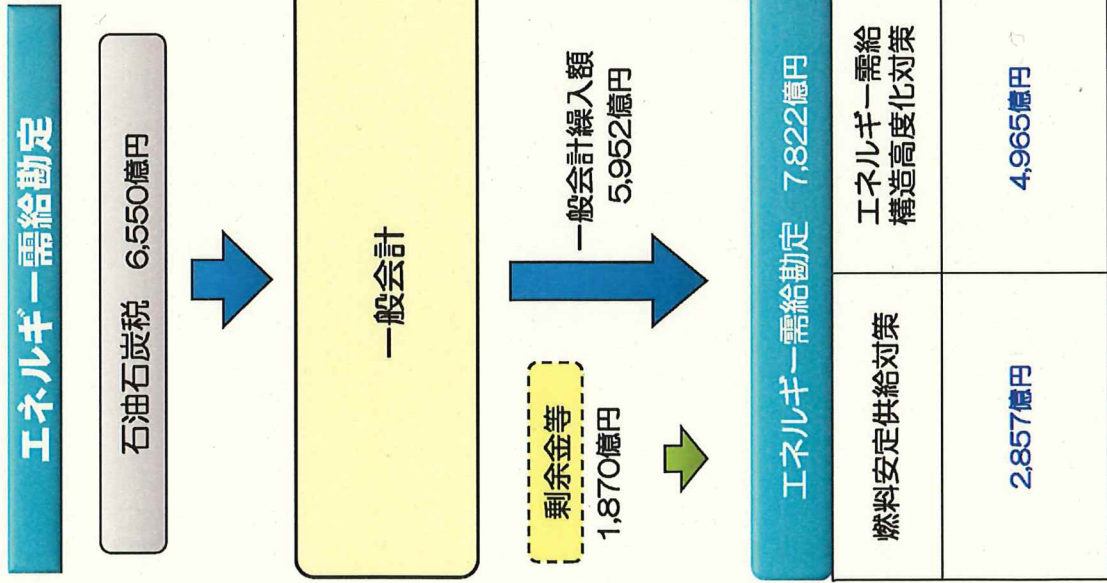 エネルギー需給勘定
石油石炭税 6,550億円
一般会計
一般会計繰入額
5,952億円
剰余金等
1,870億円
エネルギー需給勘定 7,822億円
燃料安定供給対策
エネルギー需給
構造高度化対策
2,857億円
4,965億円